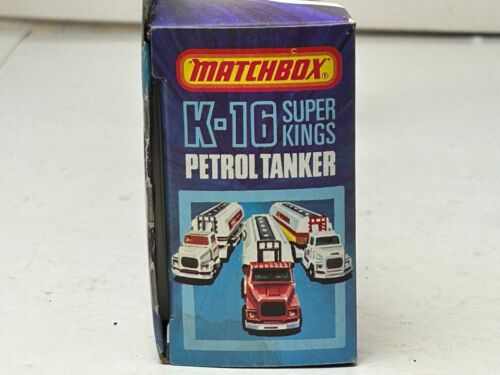 MATCHBOX®
K-16 SUPER
KINGS
PETROL TANKER